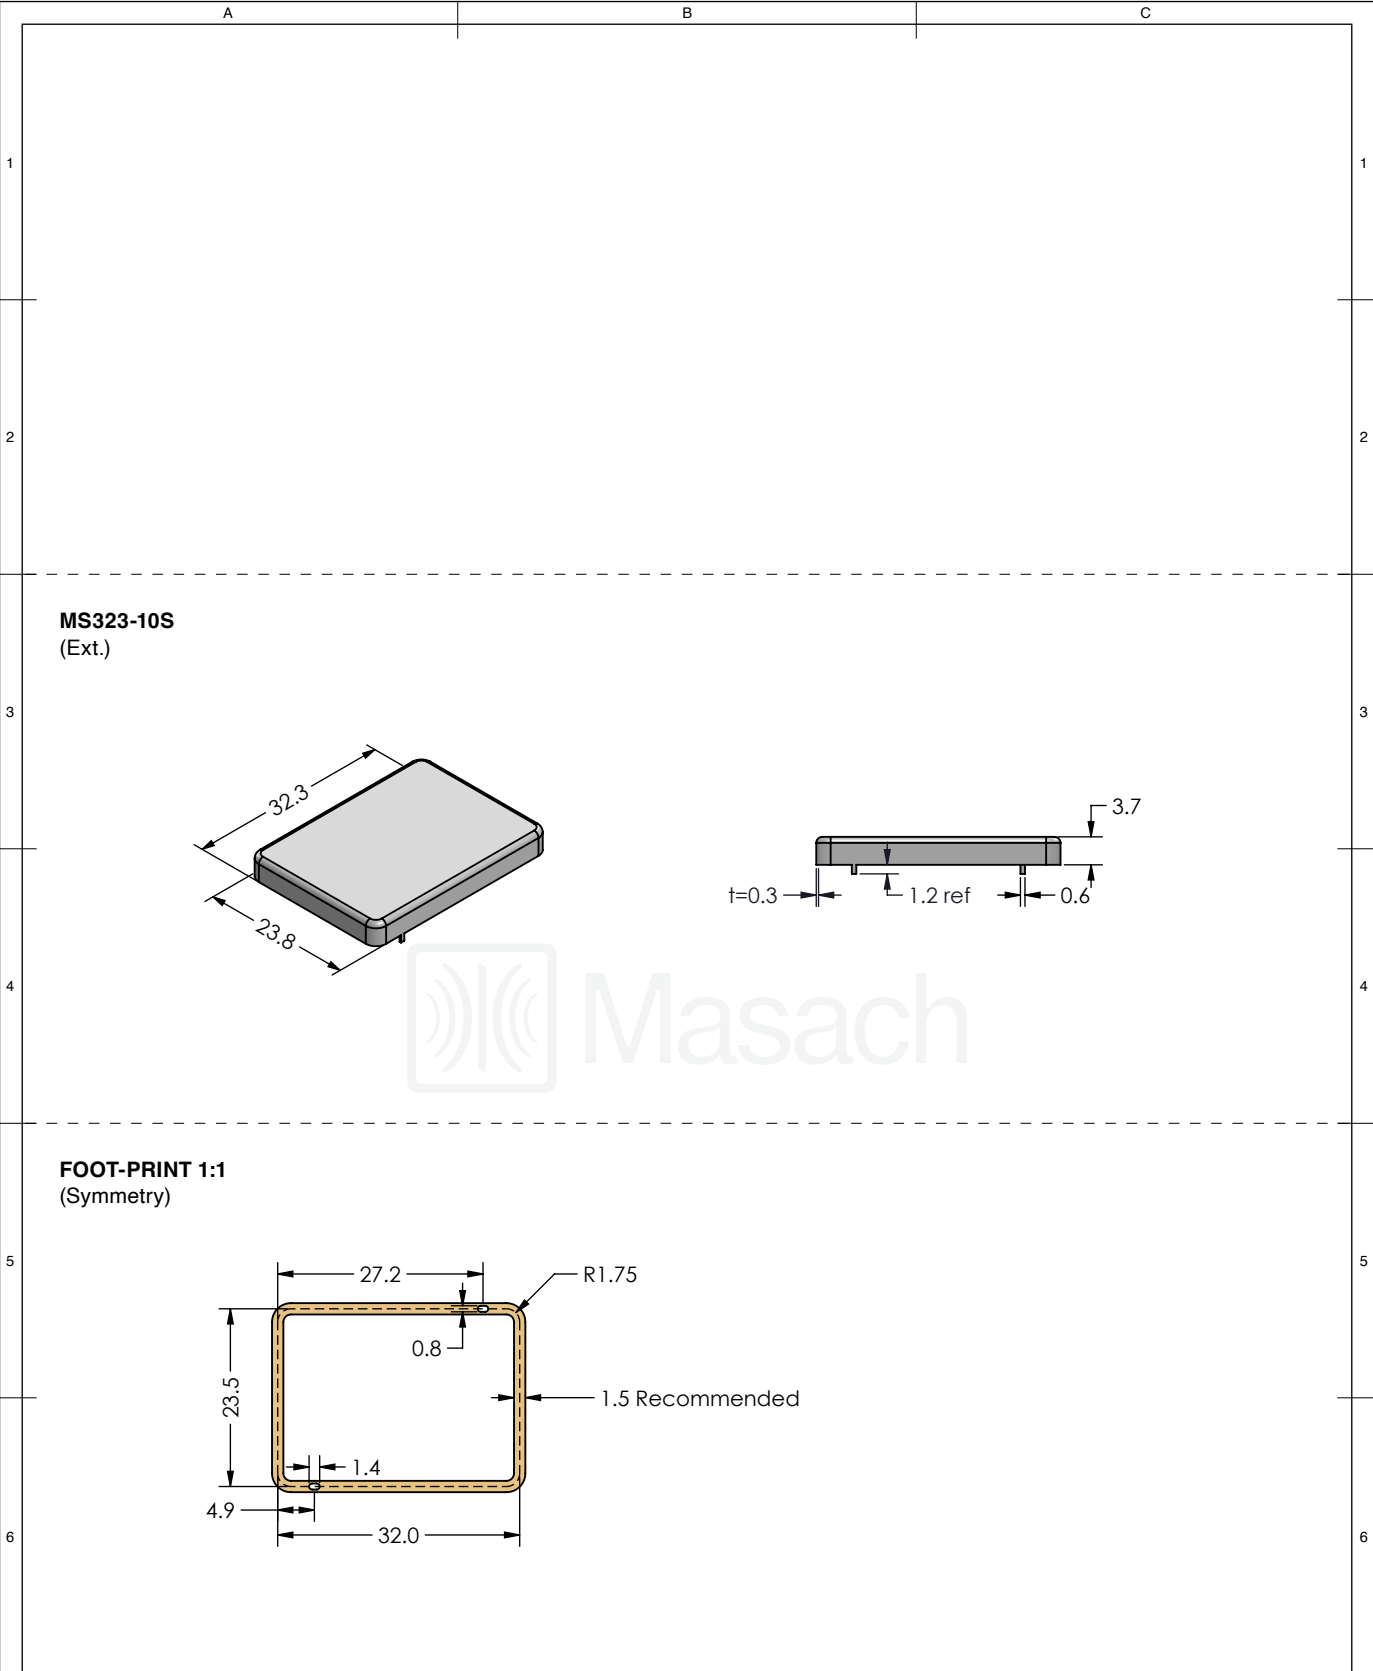 A B C
1 1
2 2
MS323-10S
(Ext.)
3 3
32.3
3.7
t=0.3 1.2 ref 0.6
23.8
4 4
Masach
FOOT-PRINT 1:1
(Symmetry)
5 5
27.2 R1.75
0.8
23.5
1.5 Recommended
1.4
4.9
32.0
6 6